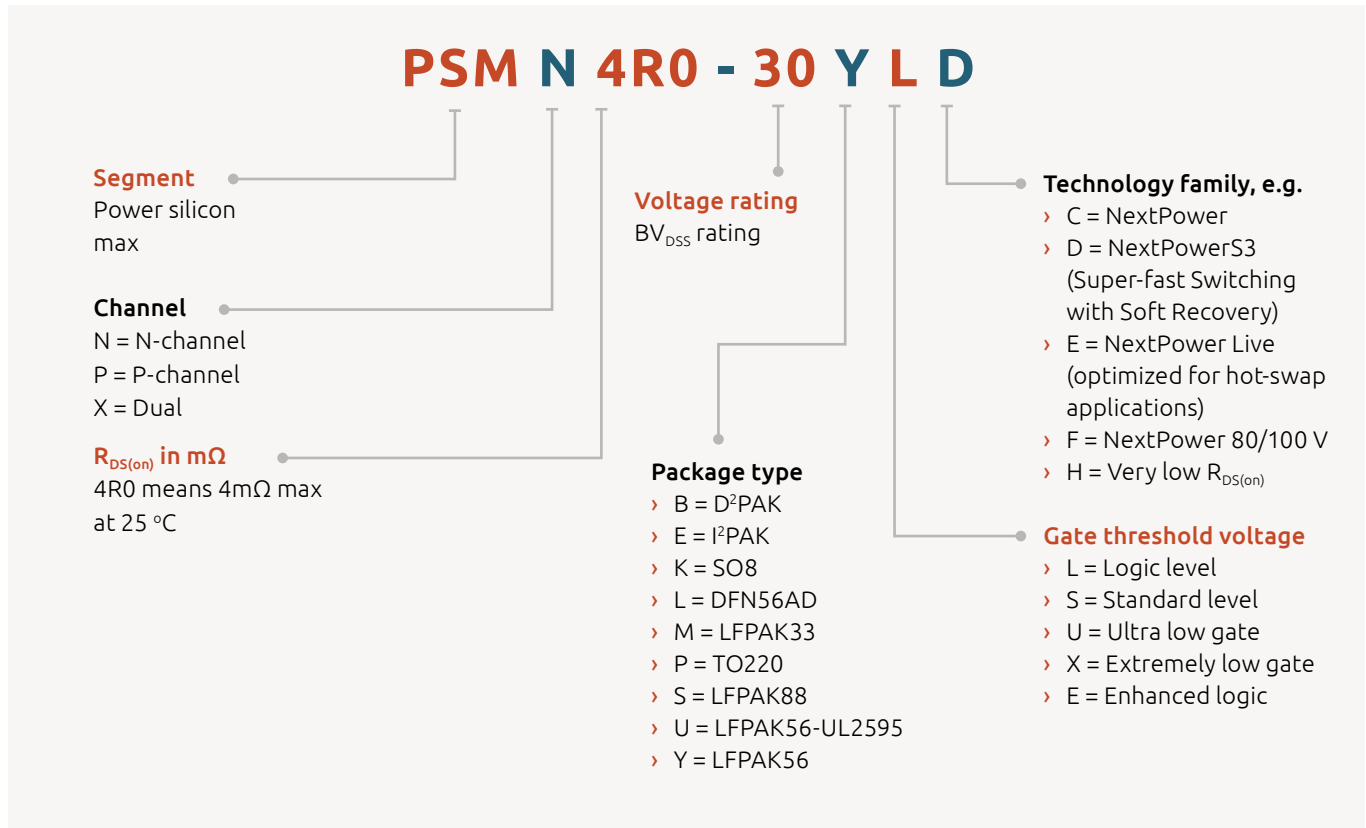 PSM N 4R0 - 30 Y L D
Segment
Power silicon
max
Channel
N = N-channel
P = P-channel
X = Dual
R_DS(on) in mΩ
4R0 means 4mΩ max
at 25 °C
Voltage rating
BV_DSS rating
Package type
› B = D²PAK
› E = I²PAK
› K = SO8
› L = DFN56AD
› M = LFPAK33
› P = TO220
› S = LFPAK88
› U = LFPAK56-UL2595
› Y = LFPAK56
Technology family, e.g.
› C = NextPower
› D = NextPowerS3
(Super-fast Switching
with Soft Recovery)
› E = NextPower Live
(optimized for hot-swap
applications)
› F = NextPower 80/100 V
› H = Very low R_DS(on)
Gate threshold voltage
› L = Logic level
› S = Standard level
› U = Ultra low gate
› X = Extremely low gate
› E = Enhanced logic